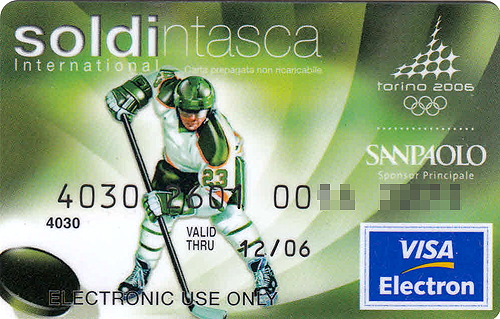 soldintasca
International
Carta prepagata non ricaricabile
torino 2006
SANPAOLO
Sponsor Principale
23
4030 2601 00
4030
VALID
THRU
12/06
VISA
Electron
ELECTRONIC USE ONLY